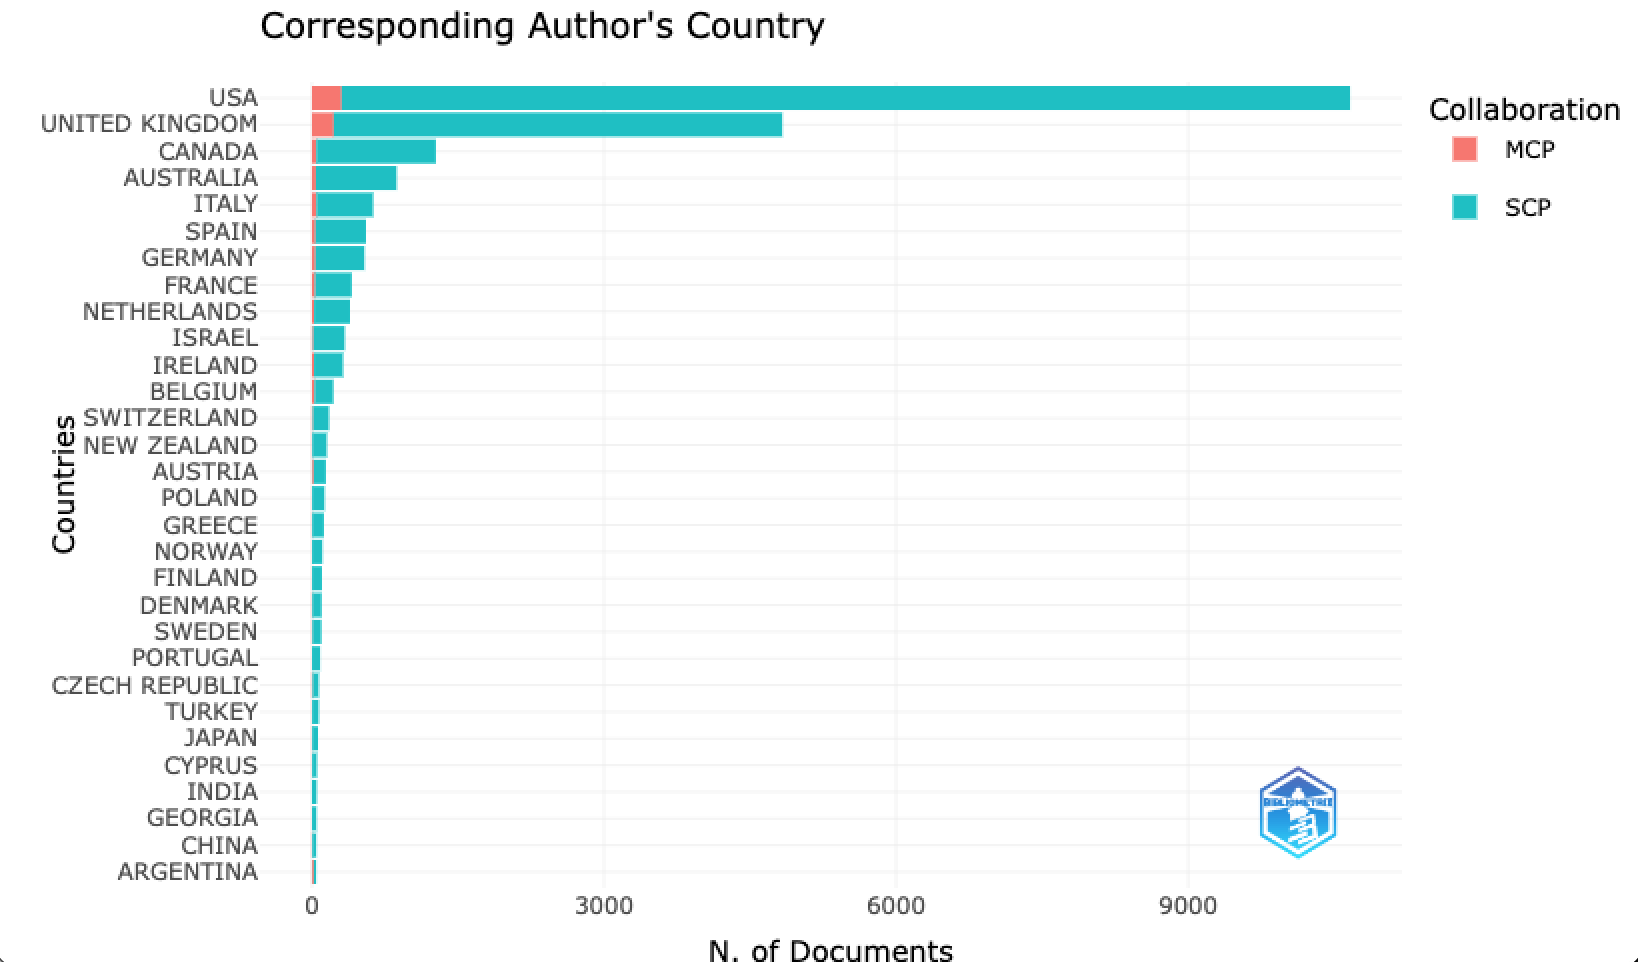 Corresponding Author's Country
USA
UNITED KINGDOM
CANADA
AUSTRALIA
ITALY
SPAIN
GERMANY
FRANCE
NETHERLANDS
ISRAEL
IRELAND
BELGIUM
SWITZERLAND
NEW ZEALAND
AUSTRIA
POLAND
GREECE
NORWAY
FINLAND
DENMARK
SWEDEN
PORTUGAL
CZECH REPUBLIC
TURKEY
JAPAN
CYPRUS
INDIA
GEORGIA
CHINA
ARGENTINA
Countries
0 3000 6000 9000
N. of Documents
Collaboration
MCP
SCP
BIBLIOMETRIX